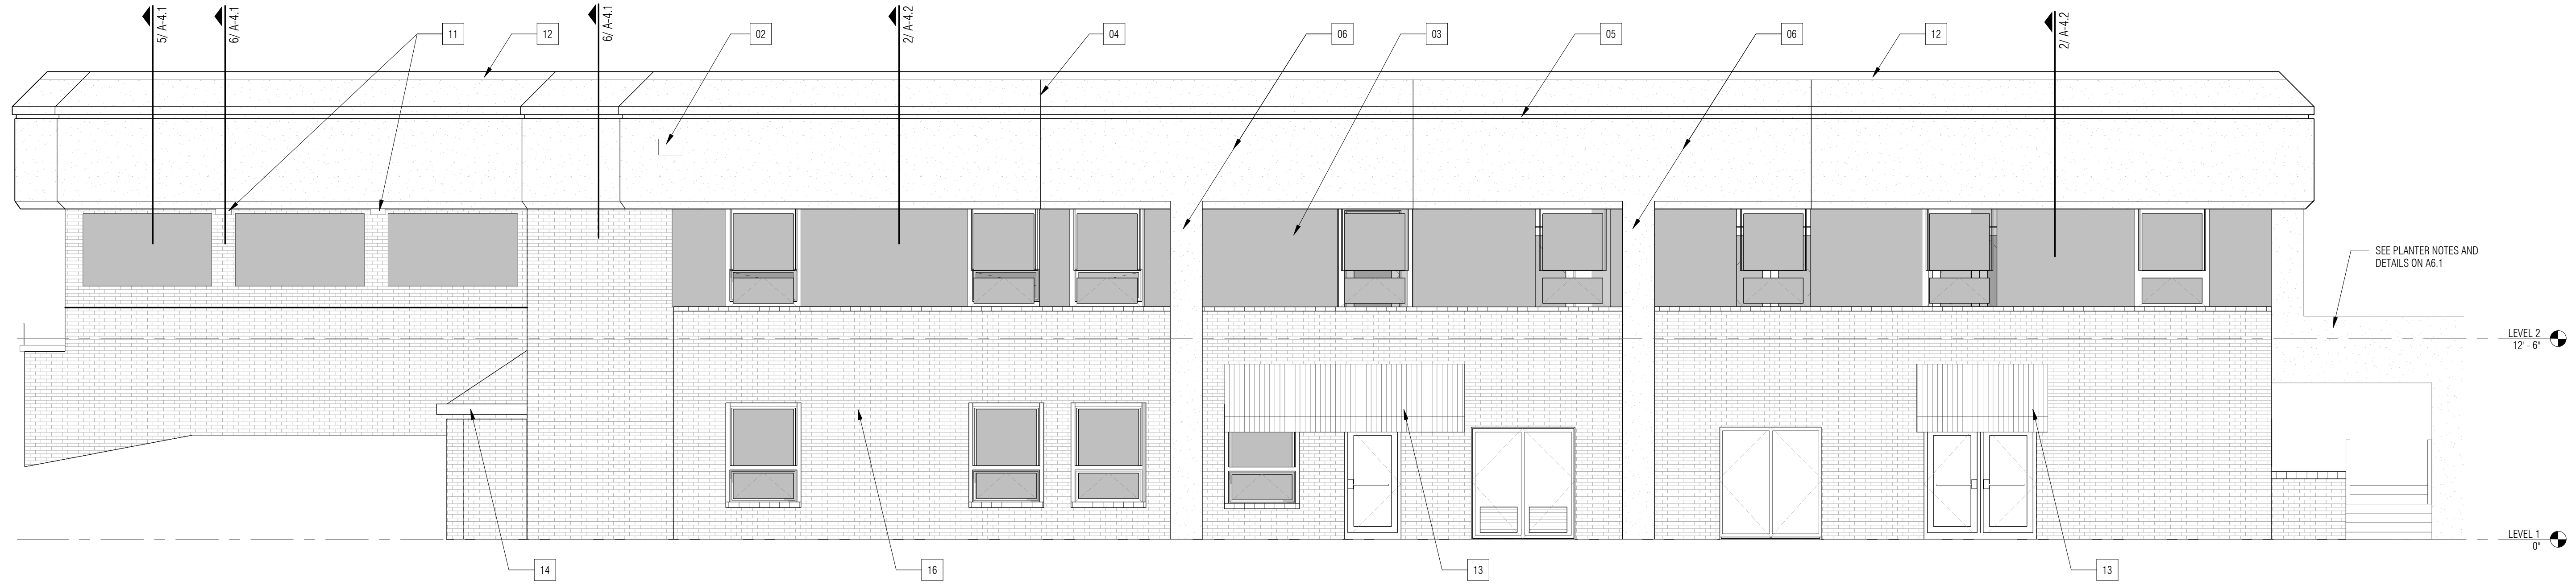 5/ A-4.1
6/ A-4.1
11
12
6/ A-4.1
02
2/ A-4.2
04
06
03
05
06
12
2/ A-4.2
SEE PLANTER NOTES AND
DETAILS ON A6.1
LEVEL 2
12' - 6"
LEVEL 1
0"
14
16
13
13